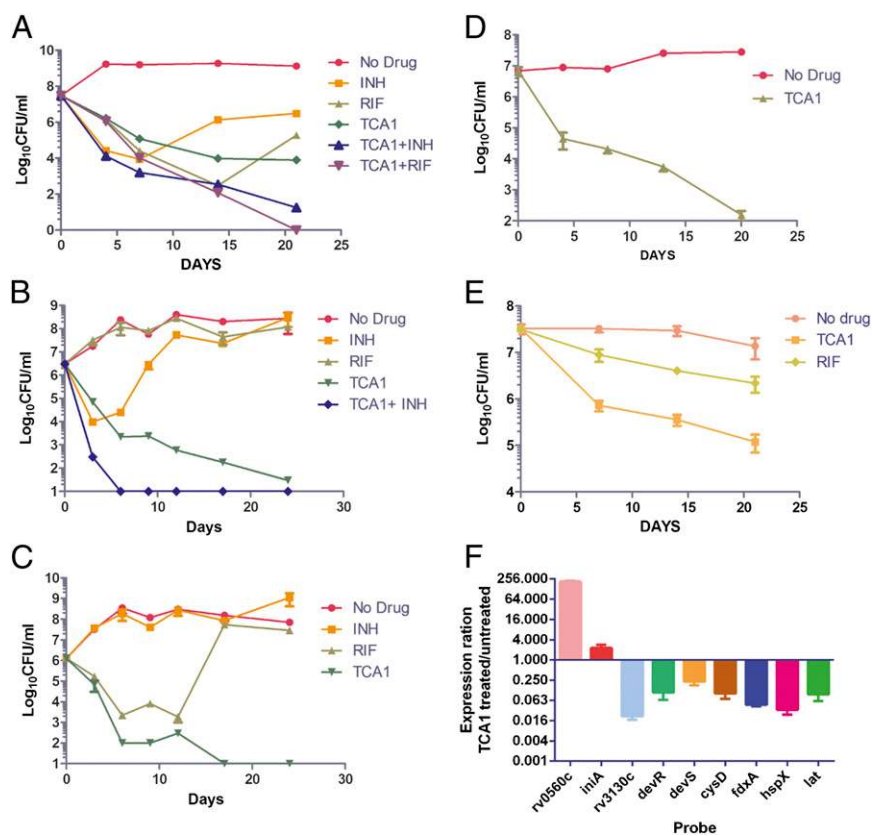 A
Log10CFU/ml
10
8
6
4
2
0
0 5 10 15 20 25
DAYS
No Drug
INH
RIF
TCA1
TCA1+INH
TCA1+RIF
B
Log10CFU/ml
9
8
7
6
5
4
3
2
1
0 10 20 30
Days
No Drug
INH
RIF
TCA1
TCA1+ INH
C
Log10CFU/ml
10
9
8
7
6
5
4
3
2
1
0 10 20 30
Days
No Drug
INH
RIF
TCA1
D
Log10CFU/ml
8
7
6
5
4
3
2
0 5 10 15 20 25
DAYS
No Drug
TCA1
E
Log10CFU/ml
8
7
6
5
4
0 5 10 15 20 25
DAYS
No drug
TCA1
RIF
F
Expression ration
TCA1 treated/untreated
256.000
64.000
16.000
4.000
1.000
0.250
0.063
0.016
0.004
0.001
rv0560c
iniA
rv3130c
devR
devS
cysD
fdxA
hspX
lat
Probe